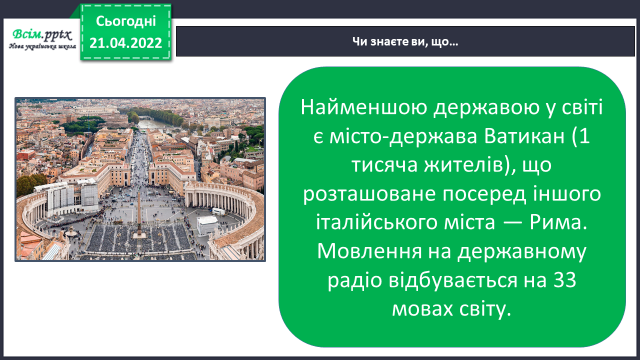 Всім.pptx
Нова українська школа
Сьогодні
21.04.2022
Чи знаєте ви, що...
Найменшою державою у світі
є місто-держава Ватикан (1
тисяча жителів), що
розташоване посеред іншого
італійського міста — Рима.
Мовлення на державному
радіо відбувається на 33
мовах світу.